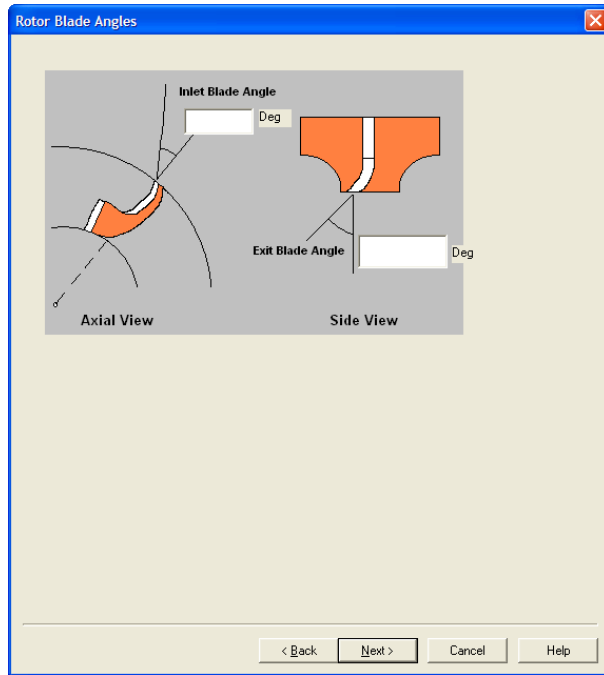 Rotor Blade Angles
Inlet Blade Angle
Deg
Exit Blade Angle
Deg
Axial View
Side View
< Back
Next >
Cancel
Help